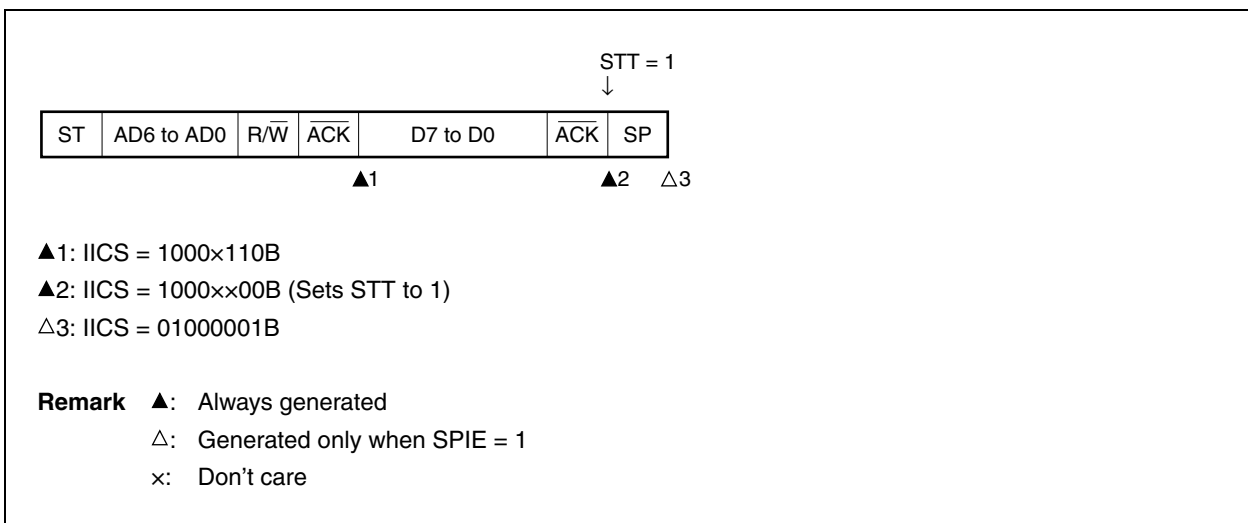 STT = 1
↓
ST AD6 to AD0 R/W̅ A̅C̅K̅ D7 to D0 A̅C̅K̅ SP
▲1 ▲2 △3
▲1: IICS = 1000×110B
▲2: IICS = 1000××00B (Sets STT to 1)
△3: IICS = 01000001B
Remark ▲: Always generated
△: Generated only when SPIE = 1
×: Don't care